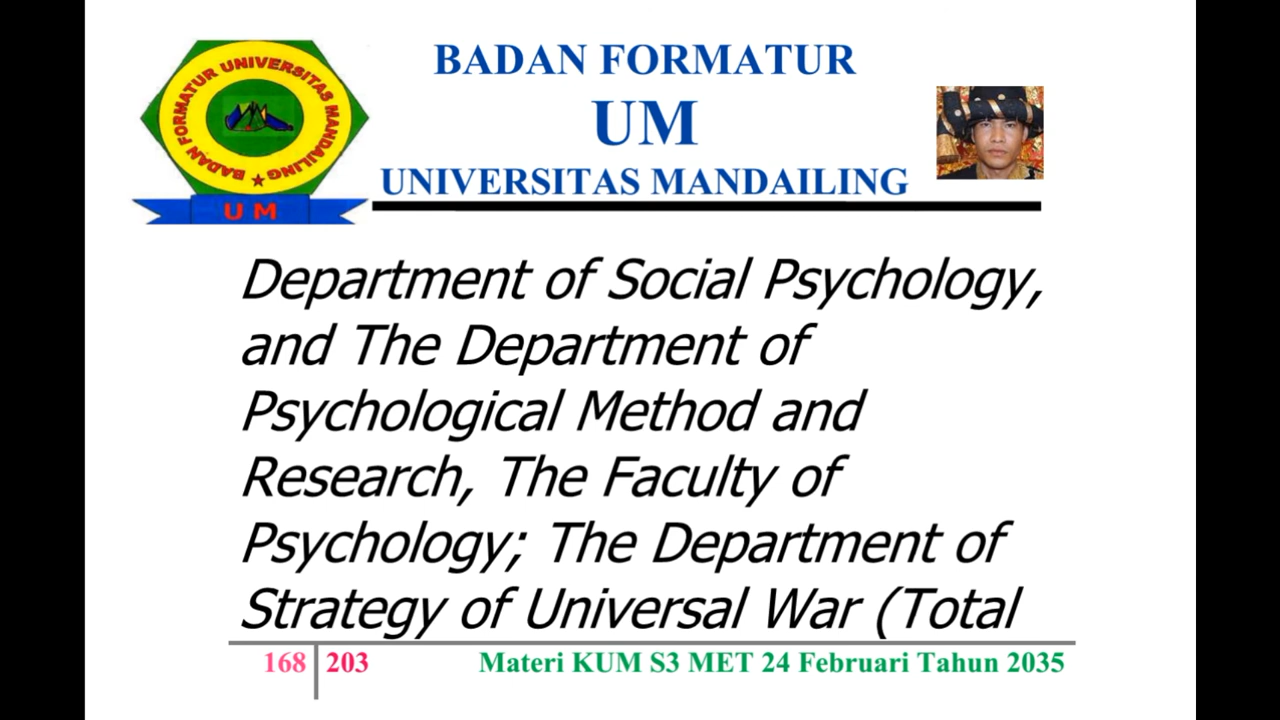 BADAN FORMATUR UNIVERSITAS MANDAILING
UM
BADAN FORMATUR
UM
UNIVERSITAS MANDAILING
Department of Social Psychology,
and The Department of
Psychological Method and
Research, The Faculty of
Psychology; The Department of
Strategy of Universal War (Total
168 203 Materi KUM S3 MET 24 Februari Tahun 2035